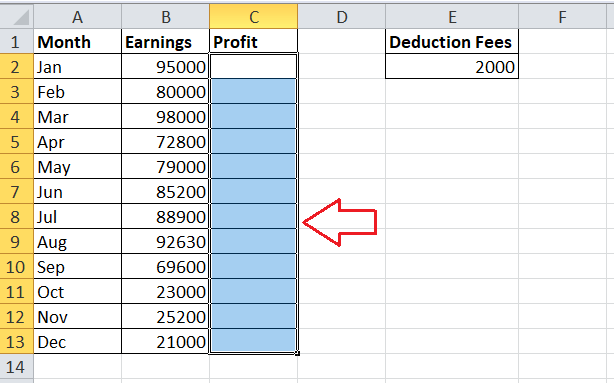 A B C D E F
1 Month Earnings Profit Deduction Fees
2 Jan 95000 2000
3 Feb 80000
4 Mar 98000
5 Apr 72800
6 May 79000
7 Jun 85200
8 Jul 88900
9 Aug 92630
10 Sep 69600
11 Oct 23000
12 Nov 25200
13 Dec 21000
14